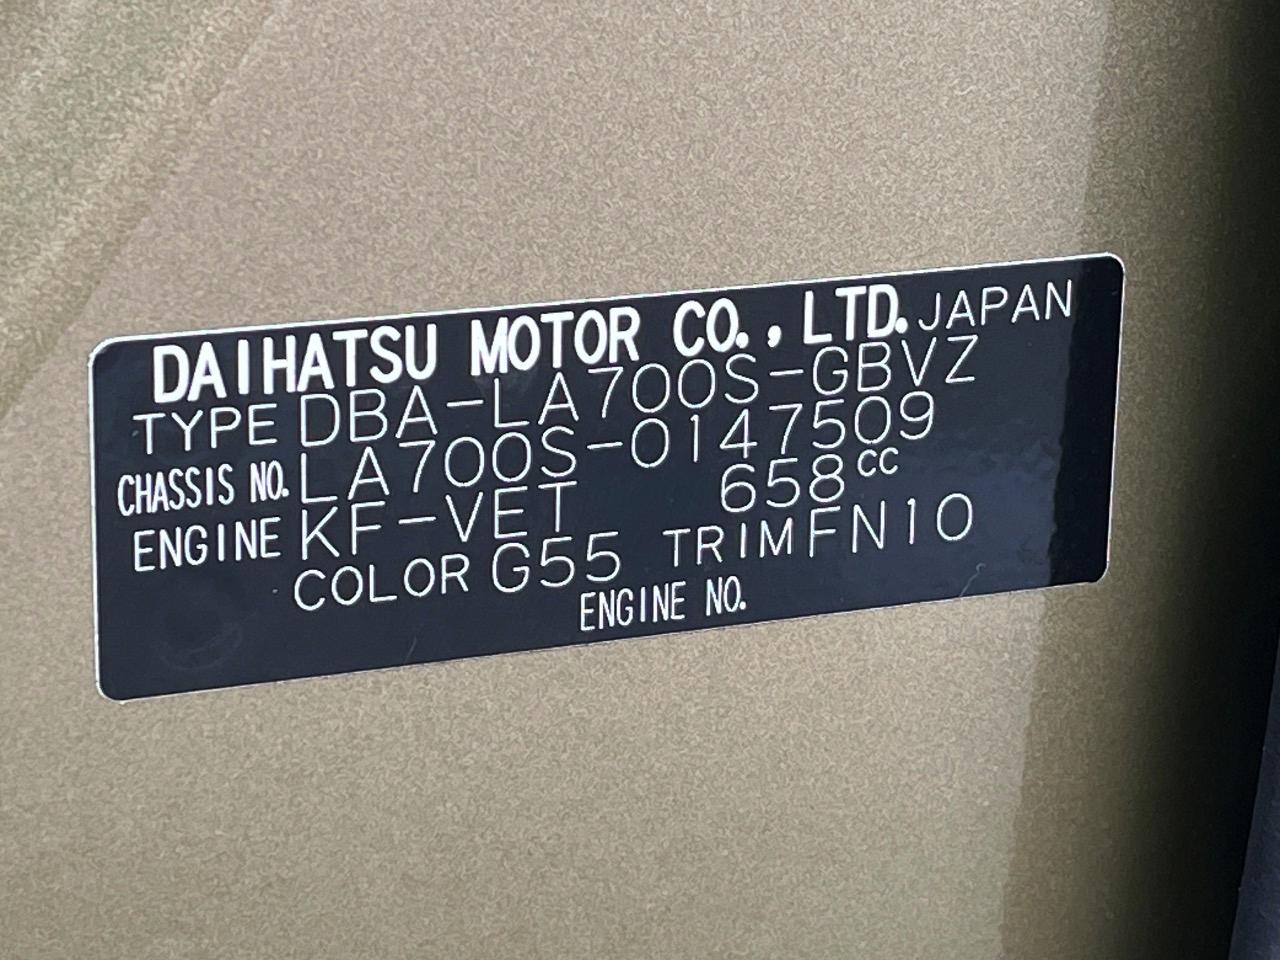 DAIHATSU MOTOR CO., LTD. JAPAN
TYPE DBA-LA700S-GBVZ
CHASSIS NO. LA700S-0147509
ENGINE KF-VET 658cc
COLOR G55 TRIM FN10
ENGINE NO.